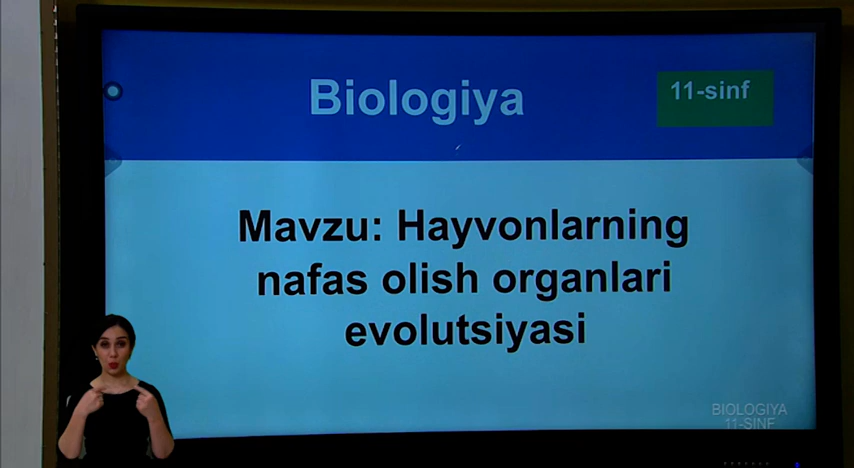 Biologiya
11-sinf
Mavzu: Hayvonlarning
nafas olish organlari
evolutsiyasi
BIOLOGIYA
11-SINF